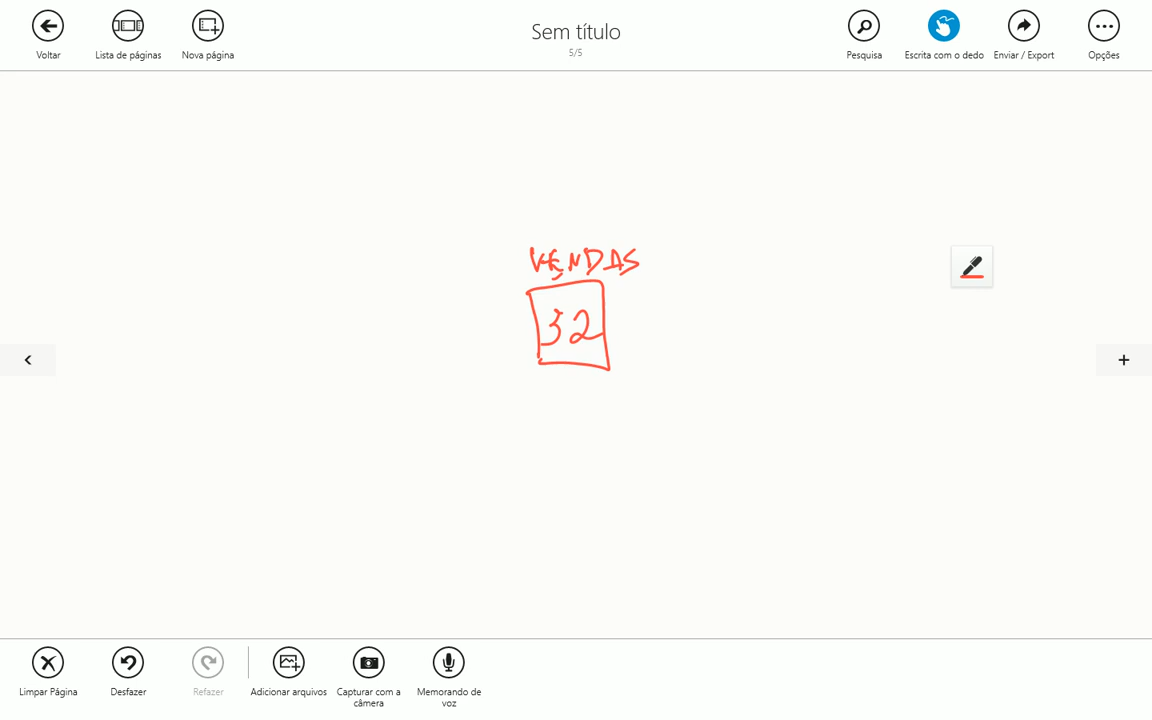 Voltar
Lista de páginas
Nova página
Sem título
5/5
Pesquisa
Escrita com o dedo
Enviar / Export
Opções
VENDAS
32
Limpar Página
Desfazer
Refazer
Adicionar arquivos
Capturar com a
câmera
Memorando de
voz